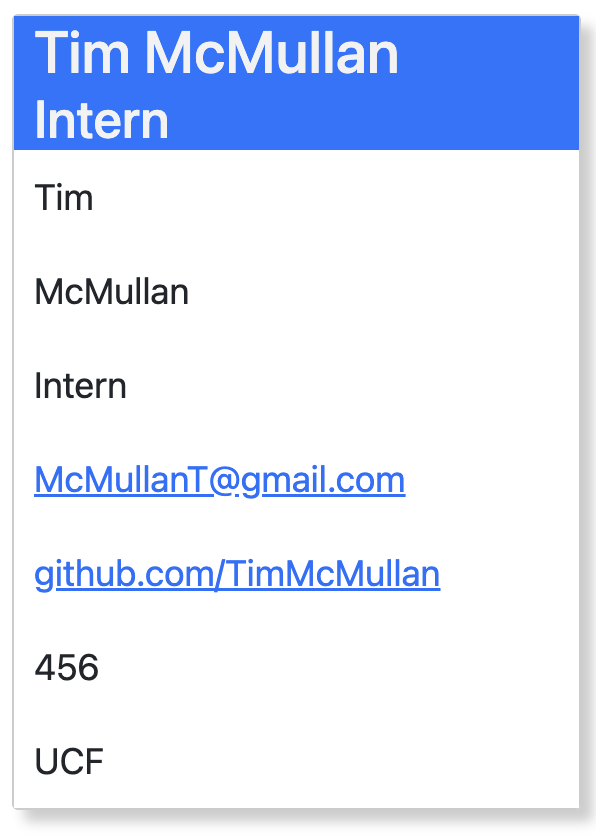 Tim McMullan
Intern
Tim
McMullan
Intern
McMullanT@gmail.com
github.com/TimMcMullan
456
UCF